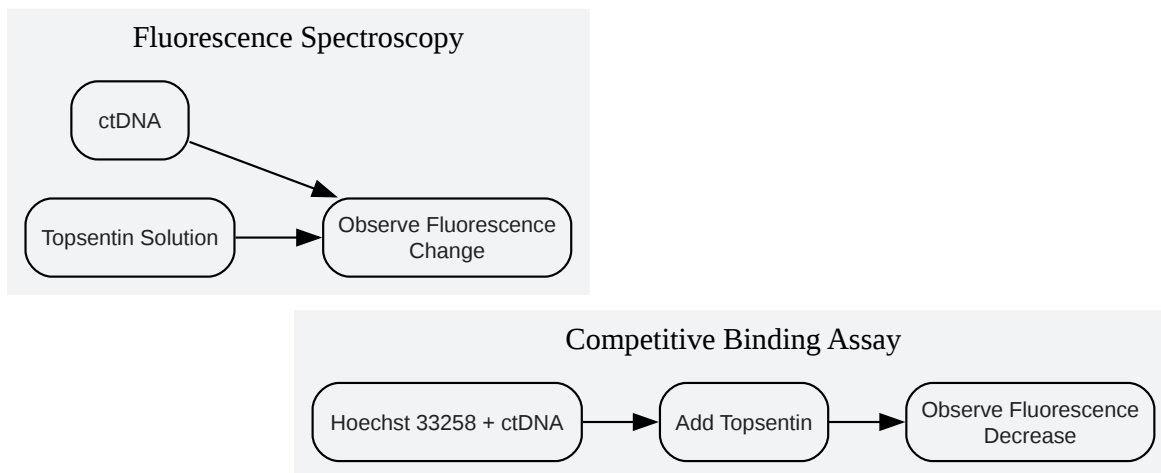 Fluorescence Spectroscopy
ctDNA
Topsentin Solution
Observe Fluorescence
Change
Competitive Binding Assay
Hoechst 33258 + ctDNA
Add Topsentin
Observe Fluorescence
Decrease